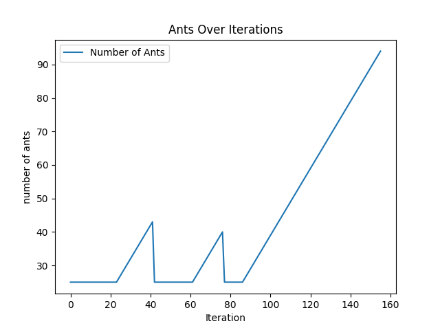 Ants Over Iterations
Number of Ants
number of ants
90
80
70
60
50
40
30
0 20 40 60 80 100 120 140 160
Iteration